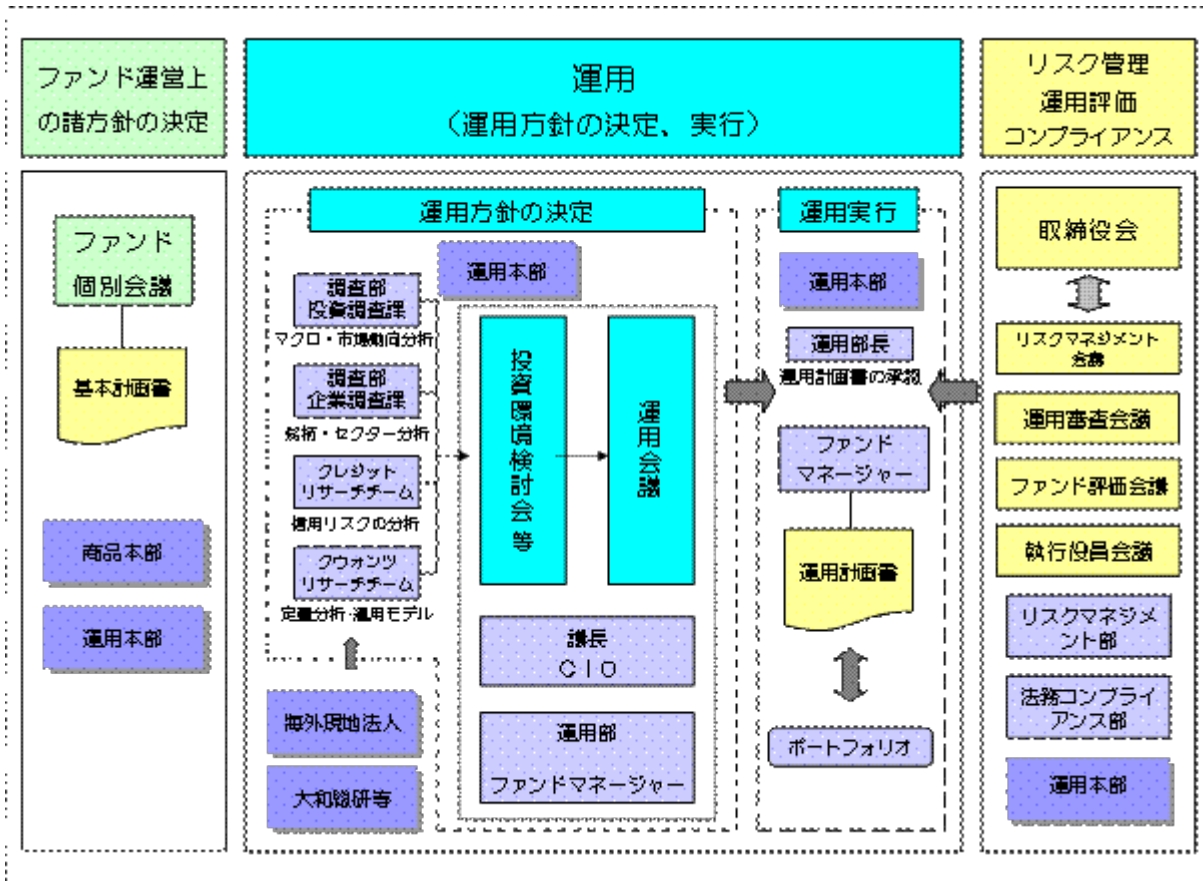 ファンド運営上
の諸方針の決定
運用
（運用方針の決定、実行）
リスク管理
運用評価
コンプライアンス
ファンド
個別会議
基本計画書
商品本部
運用本部
運用方針の決定
運用本部
調査部
投資調査課
マクロ・市場動向分析
調査部
企業調査課
銘柄・セクター分析
クレジット
リサーチチーム
信用リスクの分析
クウォンツ
リサーチチーム
定量分析・運用モデル
海外現地法人
大和総研等
投資環境検討会 等
運用会議
議長
ＣＩＯ
運用部
ファンドマネージャー
運用実行
運用本部
運用部長
運用計画書の承認
ファンド
マネージャー
運用計画書
ポートフォリオ
取締役会
リスクマネジメント
会議
運用審査会議
ファンド評価会議
執行役員会議
リスクマネジメ
ント部
法務コンプライ
アンス部
運用本部